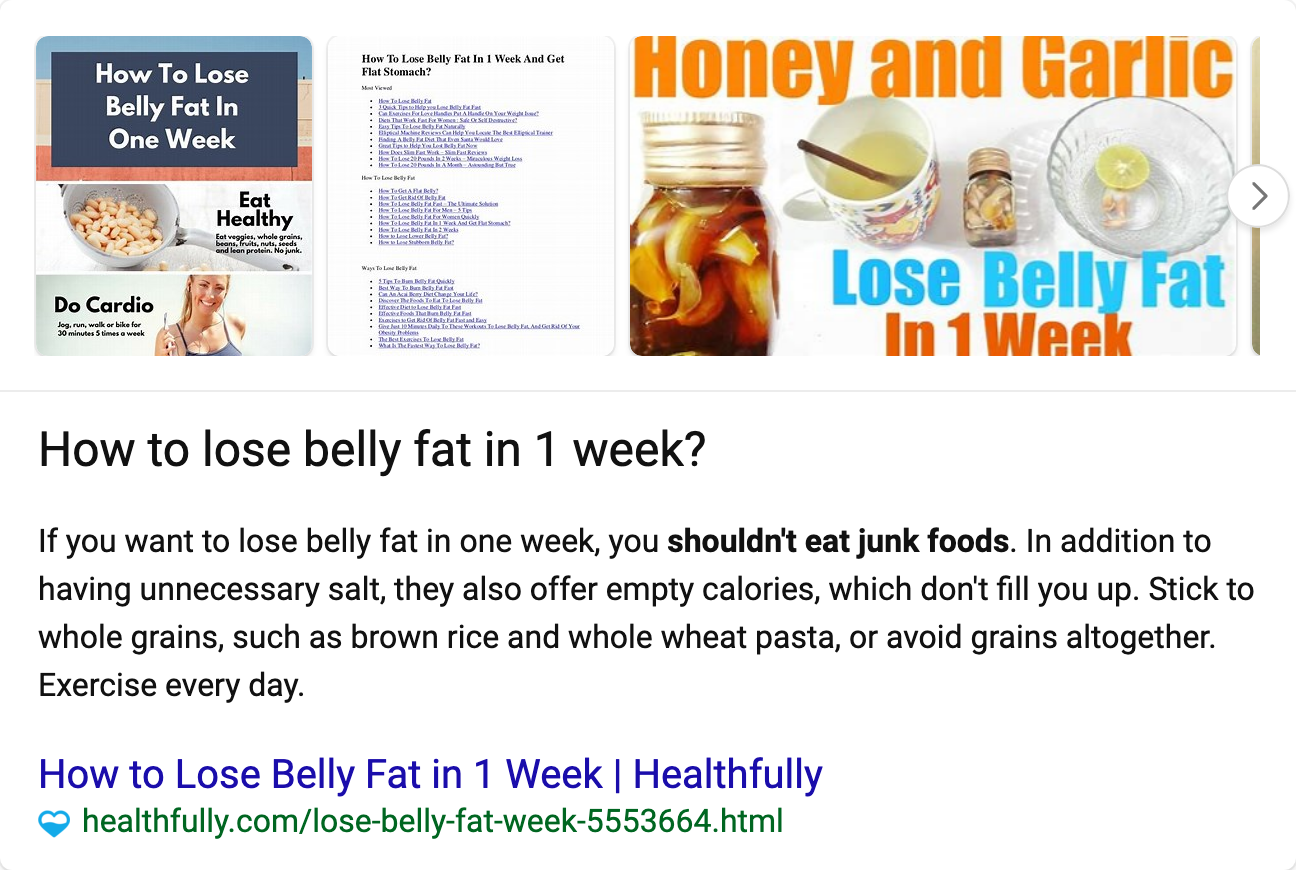 How To Lose
Belly Fat In
One Week
Eat
Healthy
Eat veggies, whole grains,
beans, fruits, nuts, seeds
and lean protein. No junk.
Do Cardio
Jog, run, walk or bike for
30 minutes 5 times a week
How To Lose Belly Fat In 1 Week And Get
Flat Stomach?
Most Viewed
How To Lose Belly Fat
3 Quick Tips to Help you Lose Belly Fat Fast
Can Exercises For Love Handles Put A Handle On Your Weight Issue?
Diets That Work Fast For Women : Safe Or Self Destructive?
Easy Tips To Lose Belly Fat Naturally
Elliptical Machine Reviews Can Help You Locate The Best Elliptical Trainer
Finding A Belly Fat Diet That Even Santa Would Love
Great Tips to Help You Lost Belly Fat Now
How Does Slim Fast Work – Slim Fast Reviews
How To Lose 20 Pounds In 2 Weeks – Miraculous Weight Loss
How To Lose 20 Pounds In A Month – Astounding But True
How To Lose Belly Fat
How To Get A Flat Belly?
How To Get Rid Of Belly Fat
How To Lose Belly Fat Fast – The Ultimate Solution
How To Lose Belly Fat For Men – 5 Tips
How To Lose Belly Fat For Women Quickly
How To Lose Belly Fat In 1 Week And Get Flat Stomach?
How To Lose Belly Fat In 2 Weeks
How to Lose Lower Belly Fat?
How to Lose Stubborn Belly Fat?
Ways To Lose Belly Fat
5 Tips To Burn Belly Fat Quickly
Best Way To Burn Belly Fat Fast
Can An Acai Berry Diet Change Your Life?
Discover The Foods To Eat To Lose Belly Fat
Effective Diet to Lose Belly Fat Fast
Effective Foods That Burn Belly Fat Fast
Exercises to Get Rid Of Belly Fat Fast and Easy
Give Just 10 Minutes Daily To These Workouts To Lose Belly Fat, And Get Rid Of Your
Obesity Problems
The Best Exercises To Lose Belly Fat
What Is The Fastest Way To Lose Belly Fat?
Honey and Garlic
Lose Belly Fat
In 1 Week
How to lose belly fat in 1 week?
If you want to lose belly fat in one week, you shouldn't eat junk foods. In addition to
having unnecessary salt, they also offer empty calories, which don't fill you up. Stick to
whole grains, such as brown rice and whole wheat pasta, or avoid grains altogether.
Exercise every day.
How to Lose Belly Fat in 1 Week | Healthfully
healthfully.com/lose-belly-fat-week-5553664.html